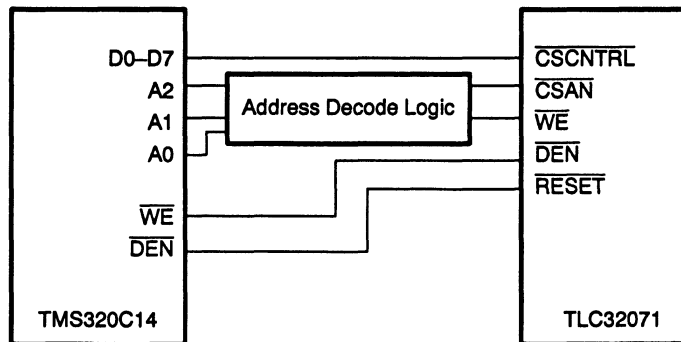 D0–D7
A2
A1
A0
WE
DEN
TMS320C14
Address Decode Logic
CSCNTRL
CSAN
WE
DEN
RESET
TLC32071